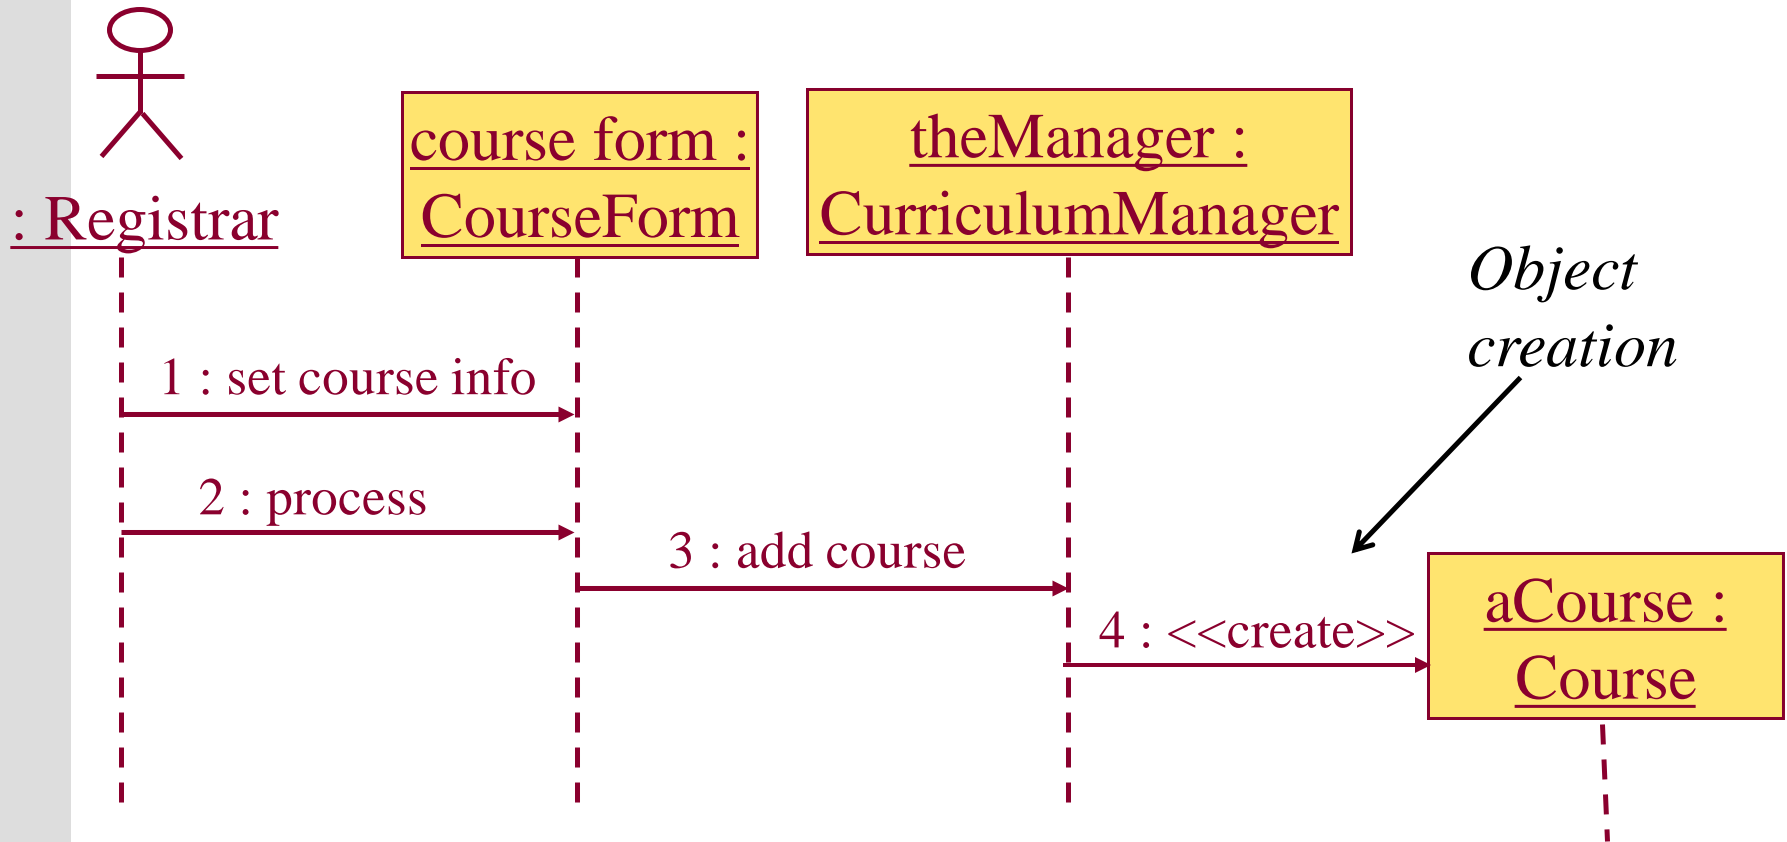 : Registrar
course form :
CourseForm
theManager :
CurriculumManager
Object
creation
1 : set course info
2 : process
3 : add course
4 : <<create>>
aCourse :
Course